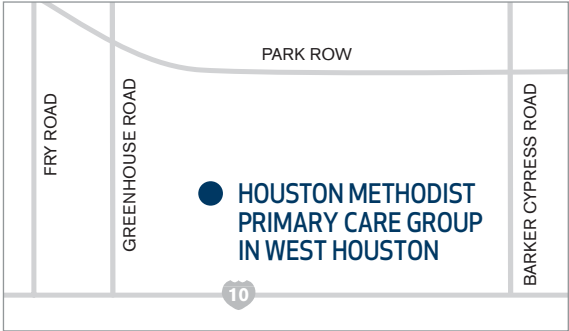 PARK ROW
FRY ROAD
GREENHOUSE ROAD
BARKER CYPRESS ROAD
HOUSTON METHODIST
PRIMARY CARE GROUP
IN WEST HOUSTON
10